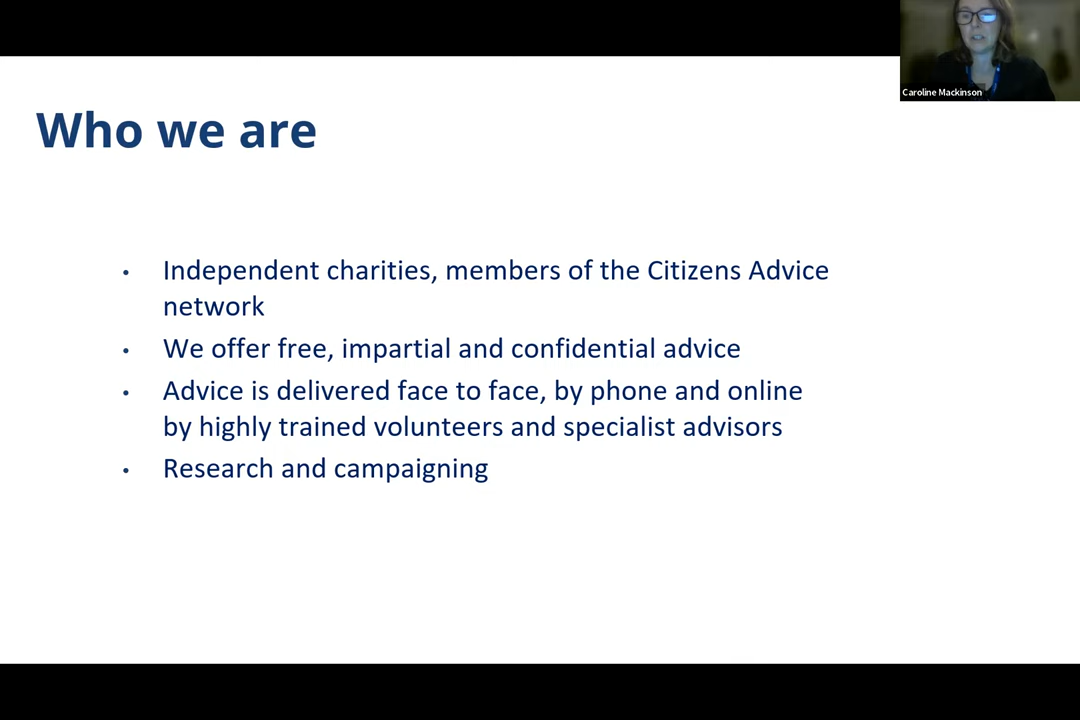 Caroline Mackinson
Who we are
• Independent charities, members of the Citizens Advice
network
• We offer free, impartial and confidential advice
• Advice is delivered face to face, by phone and online
by highly trained volunteers and specialist advisors
• Research and campaigning